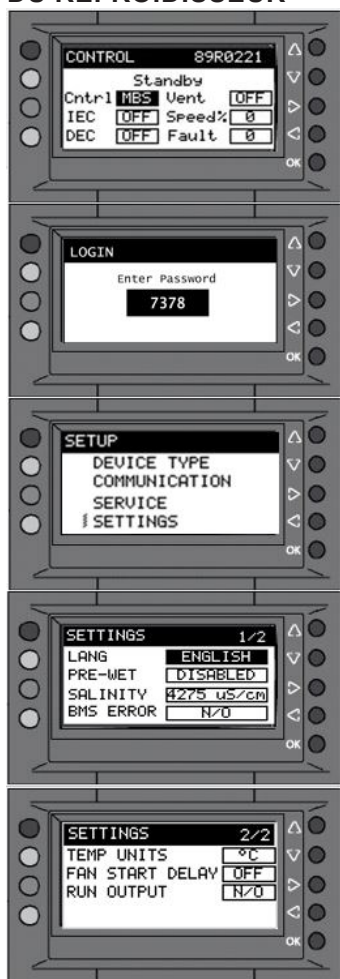 CONTROL 89R0221
Standby
Cntrl MBS Vent OFF
IEC OFF Speed% 0
DEC OFF Fault 0
OK
LOGIN
Enter Password
7378
OK
SETUP
DEVICE TYPE
COMMUNICATION
SERVICE
SETTINGS
OK
SETTINGS 1/2
LANG ENGLISH
PRE-WET DISABLED
SALINITY 4275 uS/cm
BMS ERROR N/O
OK
SETTINGS 2/2
TEMP UNITS °C
FAN START DELAY OFF
RUN OUTPUT N/O
OK